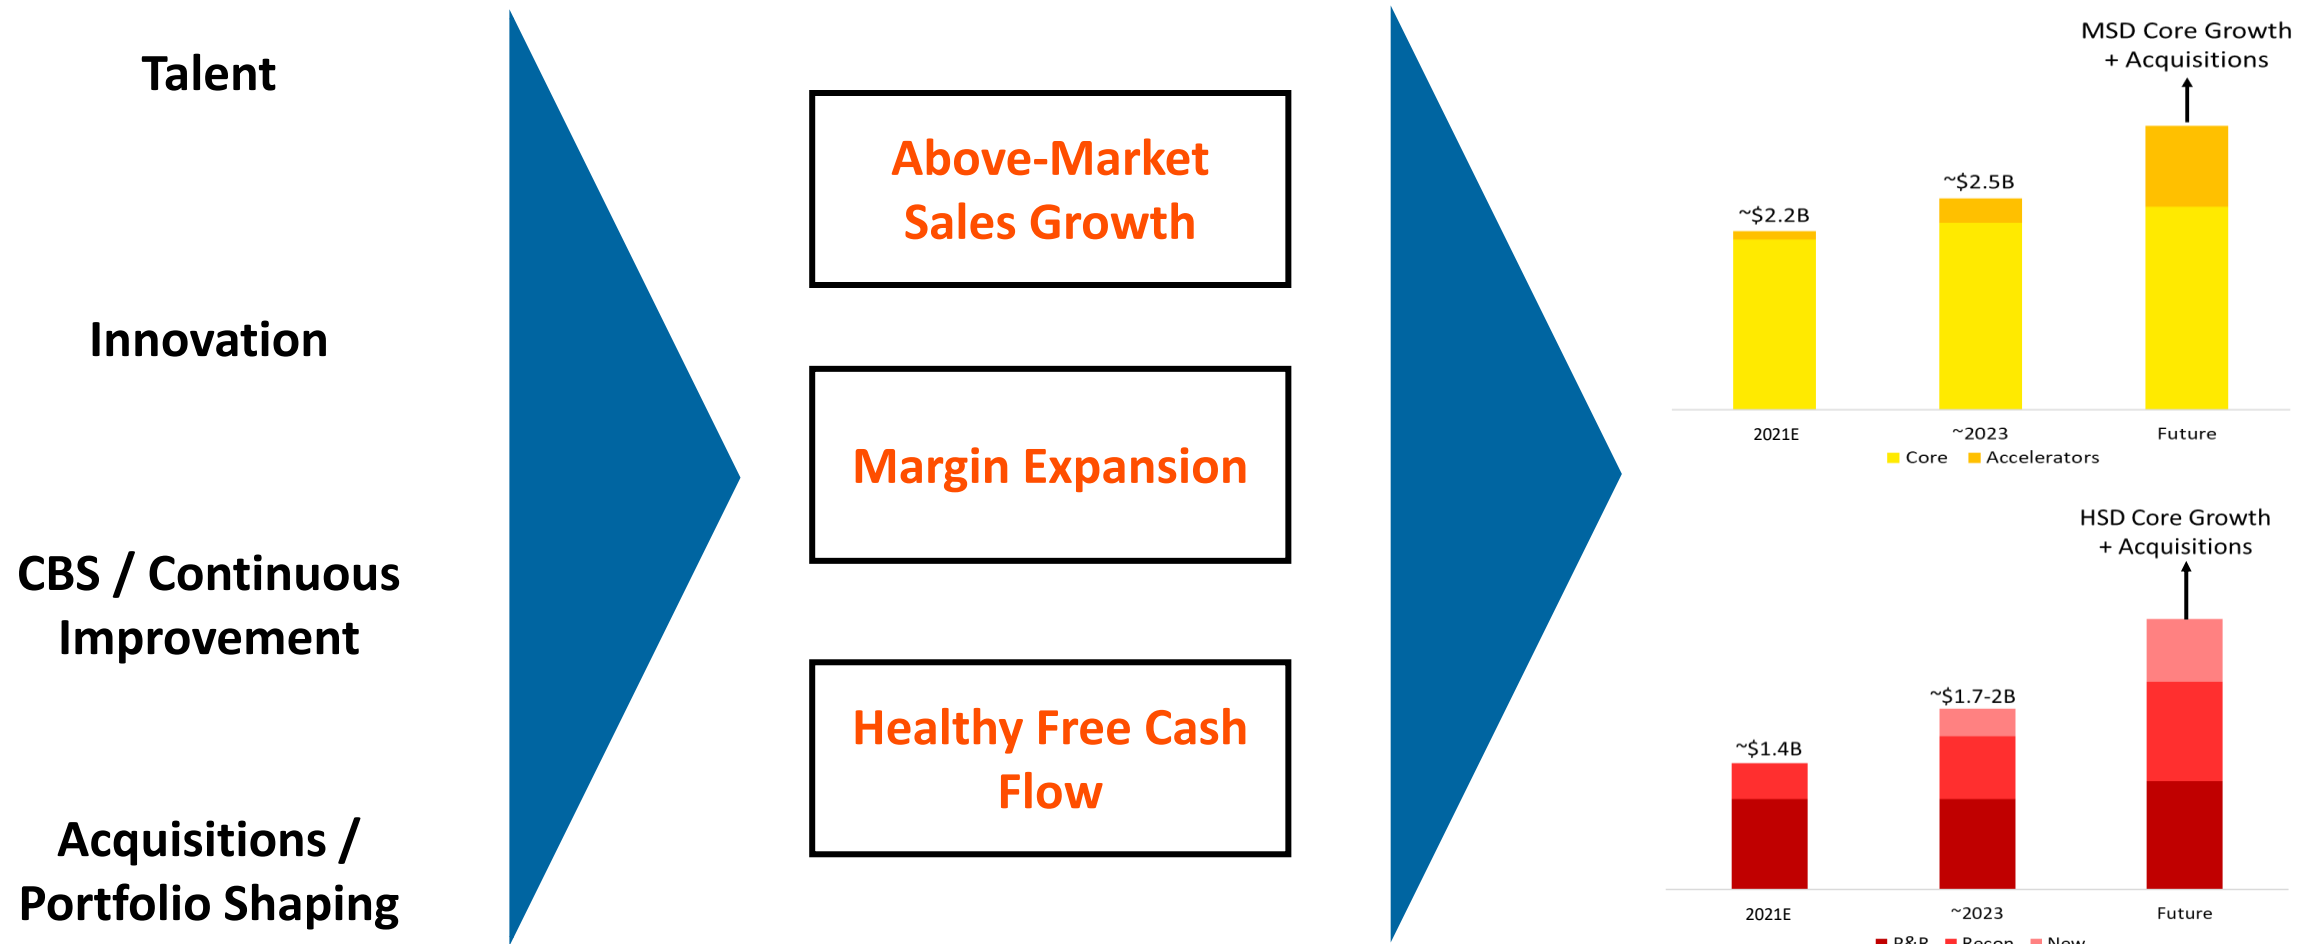 Talent
Innovation
CBS / Continuous
Improvement
Acquisitions /
Portfolio Shaping
Above-Market
Sales Growth
Margin Expansion
Healthy Free Cash
Flow
MSD Core Growth
+ Acquisitions
~$2.2B
~$2.5B
2021E
~2023
Future
Core
Accelerators
HSD Core Growth
+ Acquisitions
~$1.4B
~$1.7-2B
2021E
~2023
Future
P&R
Recon
New